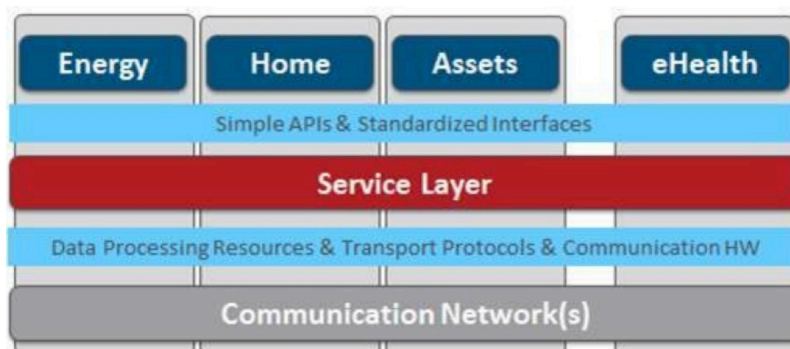 Energy Home Assets eHealth
Simple APIs & Standardized Interfaces
Service Layer
Data Processing Resources & Transport Protocols & Communication HW
Communication Network(s)